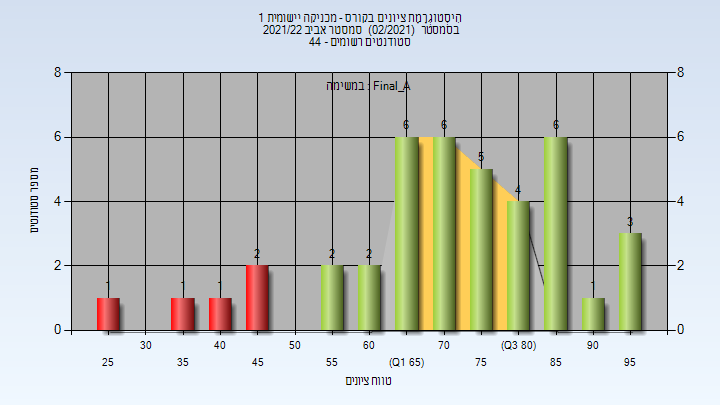 היסטוגרמת ציונים בקורס - מכניקה יישומית 1
בסמסטר (02/2021) סמסטר אביב 2021/22
סטודנטים רשומים - 44
במשימה : Final_A
8 8
6 6
4 4
2 2
0 0
מספר סטודנטים
1 1 1 2 2 2 6 6 5 4 6 1 3
30 40 50 60 70 (Q3 80) 90
25 35 45 55 (Q1 65) 75 85 95
טווח ציונים